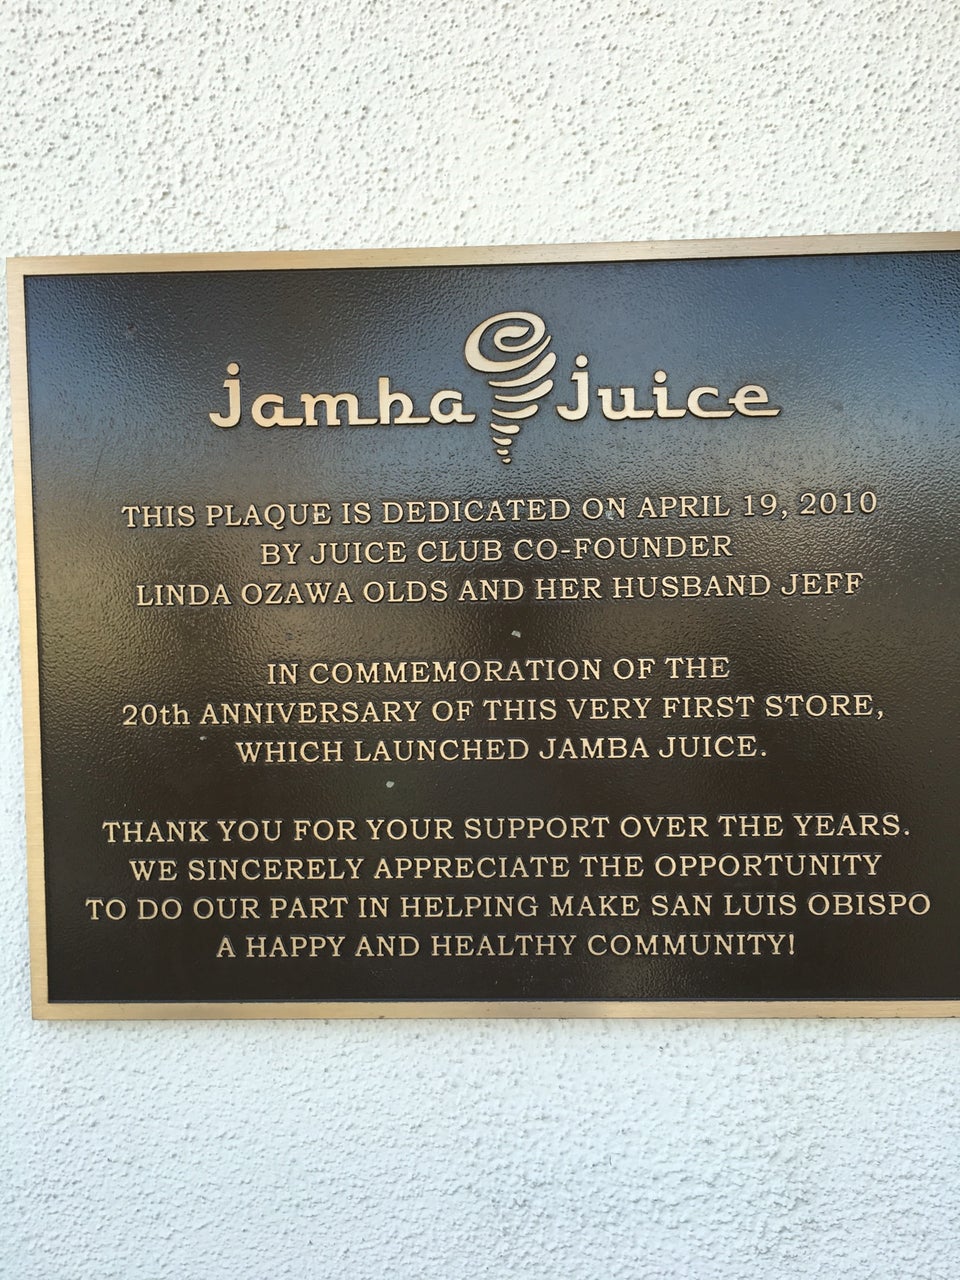 jamba juice
THIS PLAQUE IS DEDICATED ON APRIL 19, 2010
BY JUICE CLUB CO-FOUNDER
LINDA OZAWA OLDS AND HER HUSBAND JEFF
IN COMMEMORATION OF THE
20th ANNIVERSARY OF THIS VERY FIRST STORE,
WHICH LAUNCHED JAMBA JUICE.
THANK YOU FOR YOUR SUPPORT OVER THE YEARS.
WE SINCERELY APPRECIATE THE OPPORTUNITY
TO DO OUR PART IN HELPING MAKE SAN LUIS OBISPO
A HAPPY AND HEALTHY COMMUNITY!